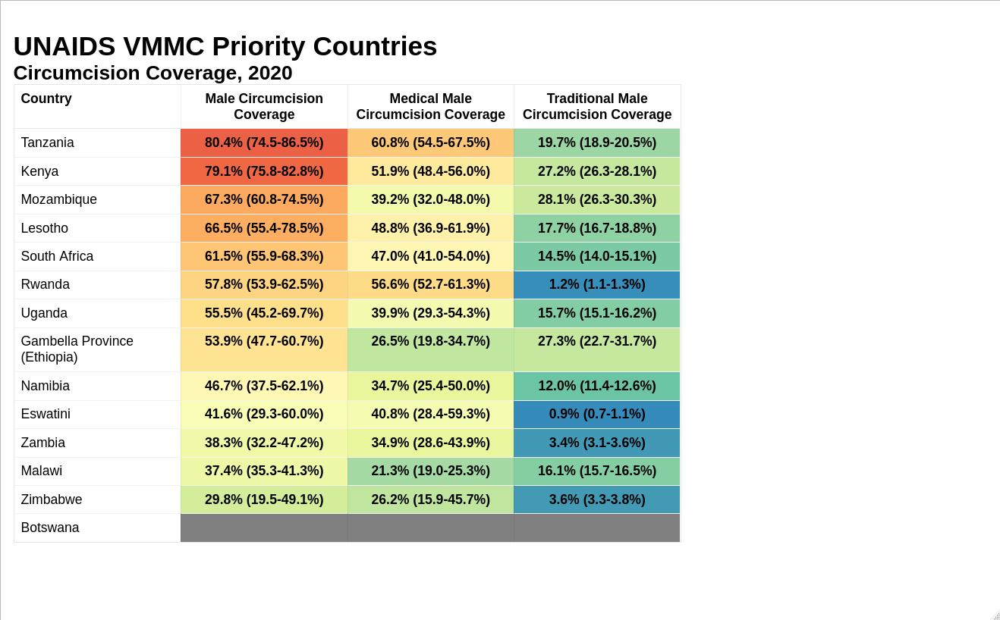 UNAIDS VMMC Priority Countries
Circumcision Coverage, 2020
Country Male Circumcision Coverage Medical Male Circumcision Coverage Traditional Male Circumcision Coverage
Tanzania 80.4% (74.5-86.5%) 60.8% (54.5-67.5%) 19.7% (18.9-20.5%)
Kenya 79.1% (75.8-82.8%) 51.9% (48.4-56.0%) 27.2% (26.3-28.1%)
Mozambique 67.3% (60.8-74.5%) 39.2% (32.0-48.0%) 28.1% (26.3-30.3%)
Lesotho 66.5% (55.4-78.5%) 48.8% (36.9-61.9%) 17.7% (16.7-18.8%)
South Africa 61.5% (55.9-68.3%) 47.0% (41.0-54.0%) 14.5% (14.0-15.1%)
Rwanda 57.8% (53.9-62.5%) 56.6% (52.7-61.3%) 1.2% (1.1-1.3%)
Uganda 55.5% (45.2-69.7%) 39.9% (29.3-54.3%) 15.7% (15.1-16.2%)
Gambella Province (Ethiopia) 53.9% (47.7-60.7%) 26.5% (19.8-34.7%) 27.3% (22.7-31.7%)
Namibia 46.7% (37.5-62.1%) 34.7% (25.4-50.0%) 12.0% (11.4-12.6%)
Eswatini 41.6% (29.3-60.0%) 40.8% (28.4-59.3%) 0.9% (0.7-1.1%)
Zambia 38.3% (32.2-47.2%) 34.9% (28.6-43.9%) 3.4% (3.1-3.6%)
Malawi 37.4% (35.3-41.3%) 21.3% (19.0-25.3%) 16.1% (15.7-16.5%)
Zimbabwe 29.8% (19.5-49.1%) 26.2% (15.9-45.7%) 3.6% (3.3-3.8%)
Botswana